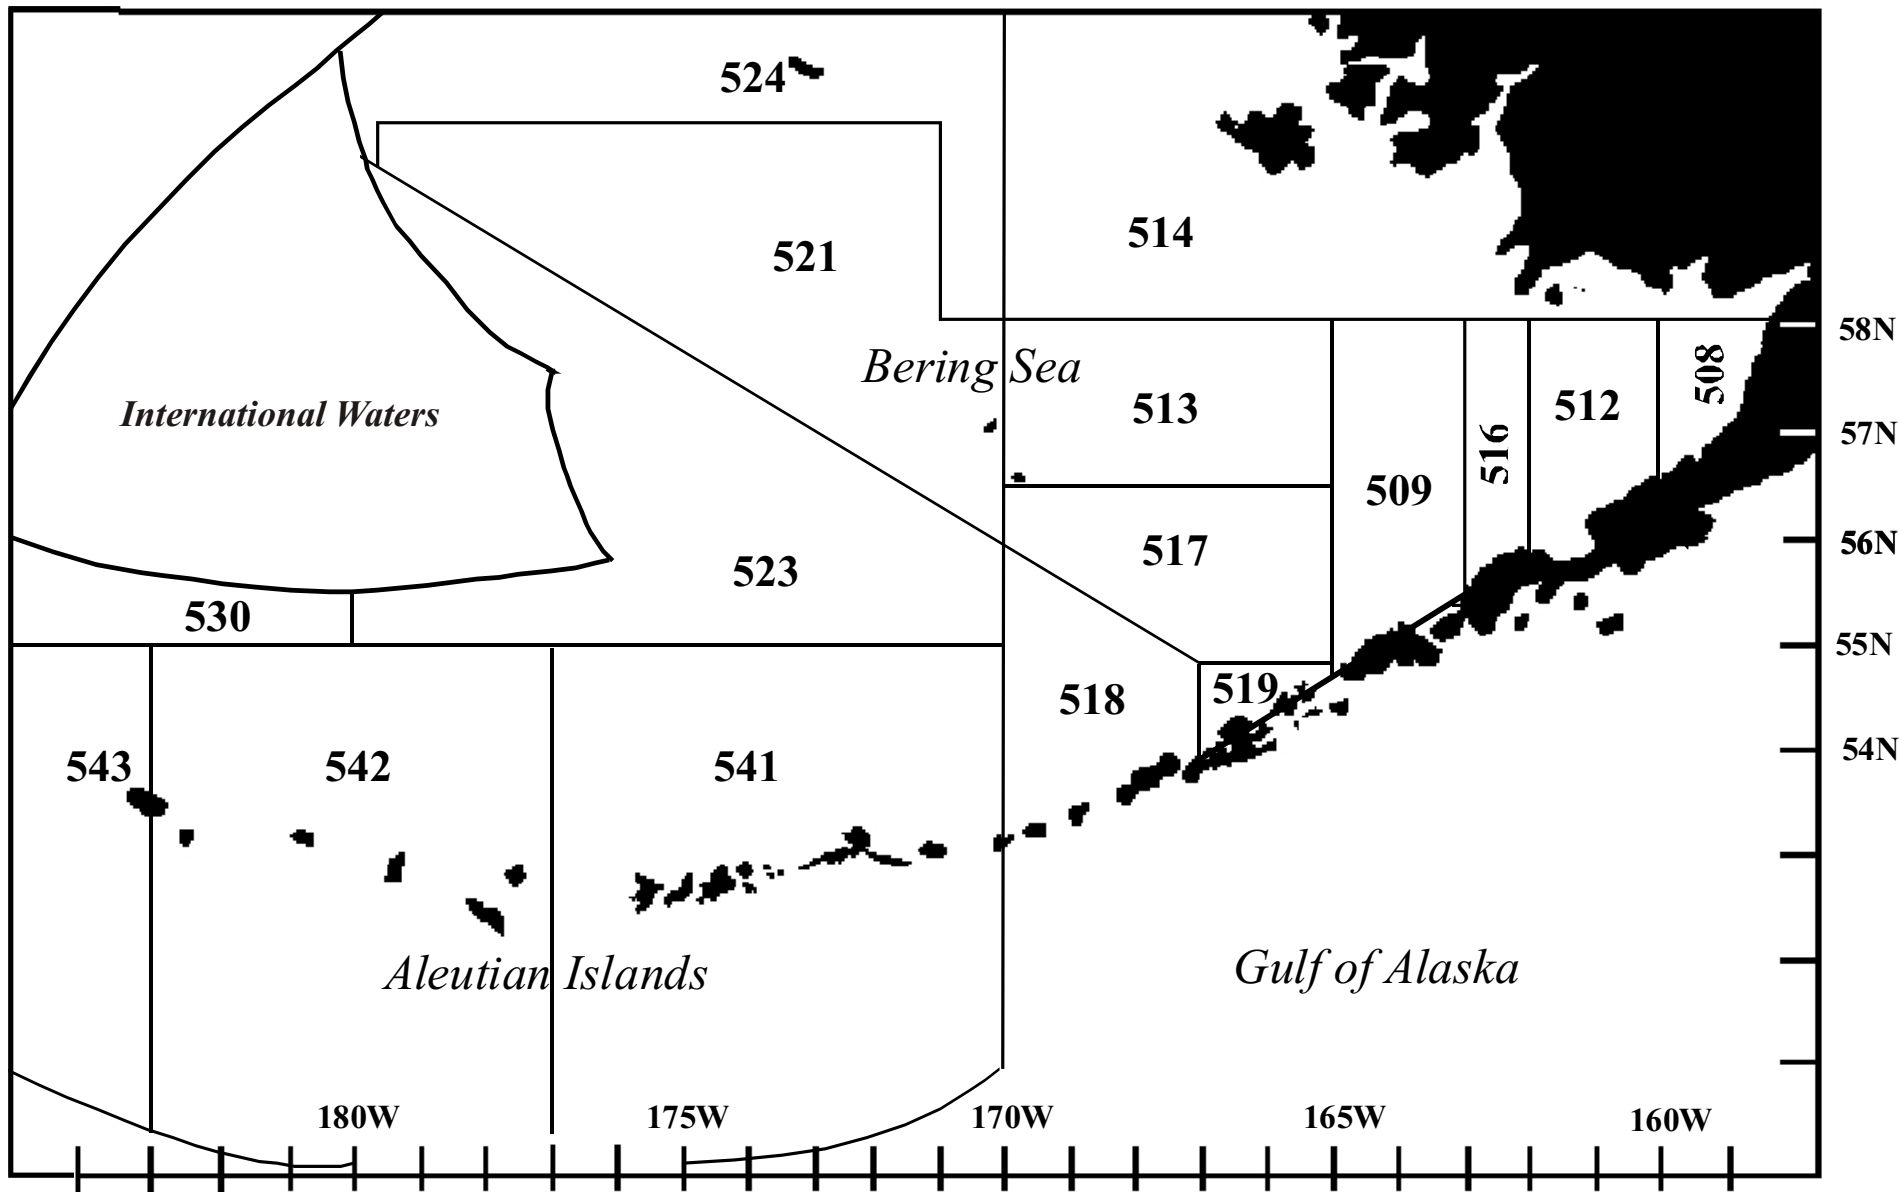 524
514
521
58N
Bering Sea
508
513
512
International Waters
57N
516
509
517
56N
523
530
55N
519
518
54N
543
542
541
Aleutian Islands
Gulf of Alaska
180W
175W
170W
165W
160W